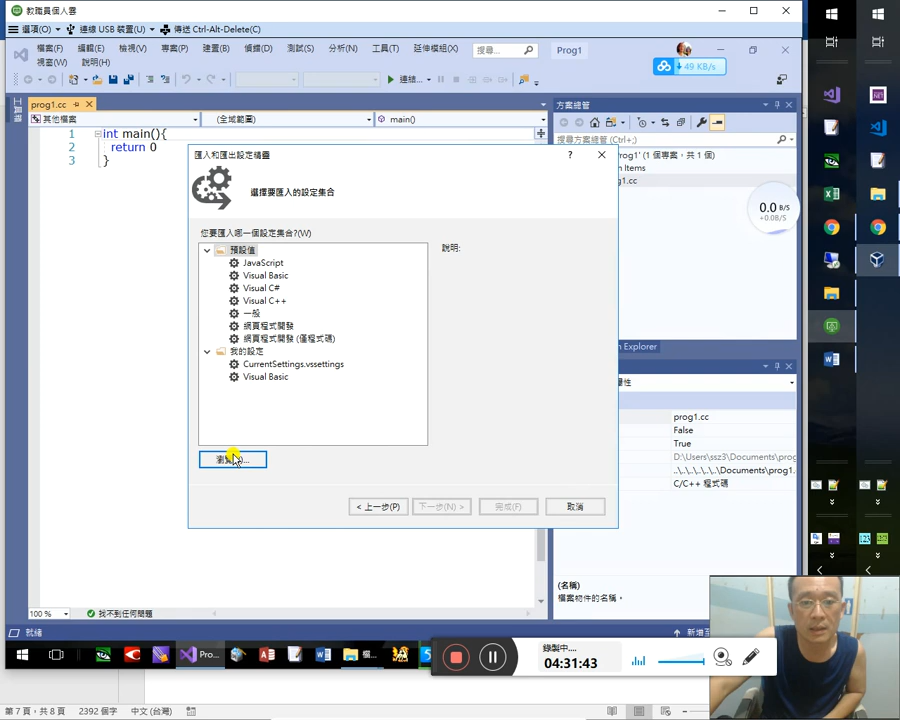 教職員個人雲
選項(O) 連線 USB 裝置(U) 傳送 Ctrl-Alt-Delete(C)
檔案(F) 編輯(E) 檢視(V) 專案(P) 建置(B) 偵錯(D) 測試(S) 分析(N) 工具(T) 延伸模組(X) 搜尋... Prog1
視窗(W) 說明(H)
49 KB/s
連結...
prog1.cc
方案總管
其他檔案 (全域範圍) main()
搜尋方案總管(Ctrl+;)
1 int main(){
2 return 0
3 }
匯入和匯出設定精靈
rog1' (1 個專案，共 1 個)
n Items
g1.cc
選擇要匯入的設定集合
0.0 B/S
+0.0B/S
您要匯入哪一個設定集合?(W)
說明:
預設值
JavaScript
Visual Basic
Visual C#
Visual C++
一般
網頁程式開發
網頁程式開發 (僅程式碼)
我的設定
CurrentSettings.vssettings
Visual Basic
m Explorer
屬性
prog1.cc
False
True
D:\Users\ssz3\Documents\prog
..\..\..\..\..\Documents\prog1.
C/C++ 程式碼
< 上一步(P) 下一步(N) > 完成(F) 取消
(名稱)
檔案物件的名稱。
100 % 找不到任何問題
就緒
新增
Pro...
檔...
錄製中...
04:31:43
第 7 頁，共 8 頁 2392 個字 中文 (台灣)